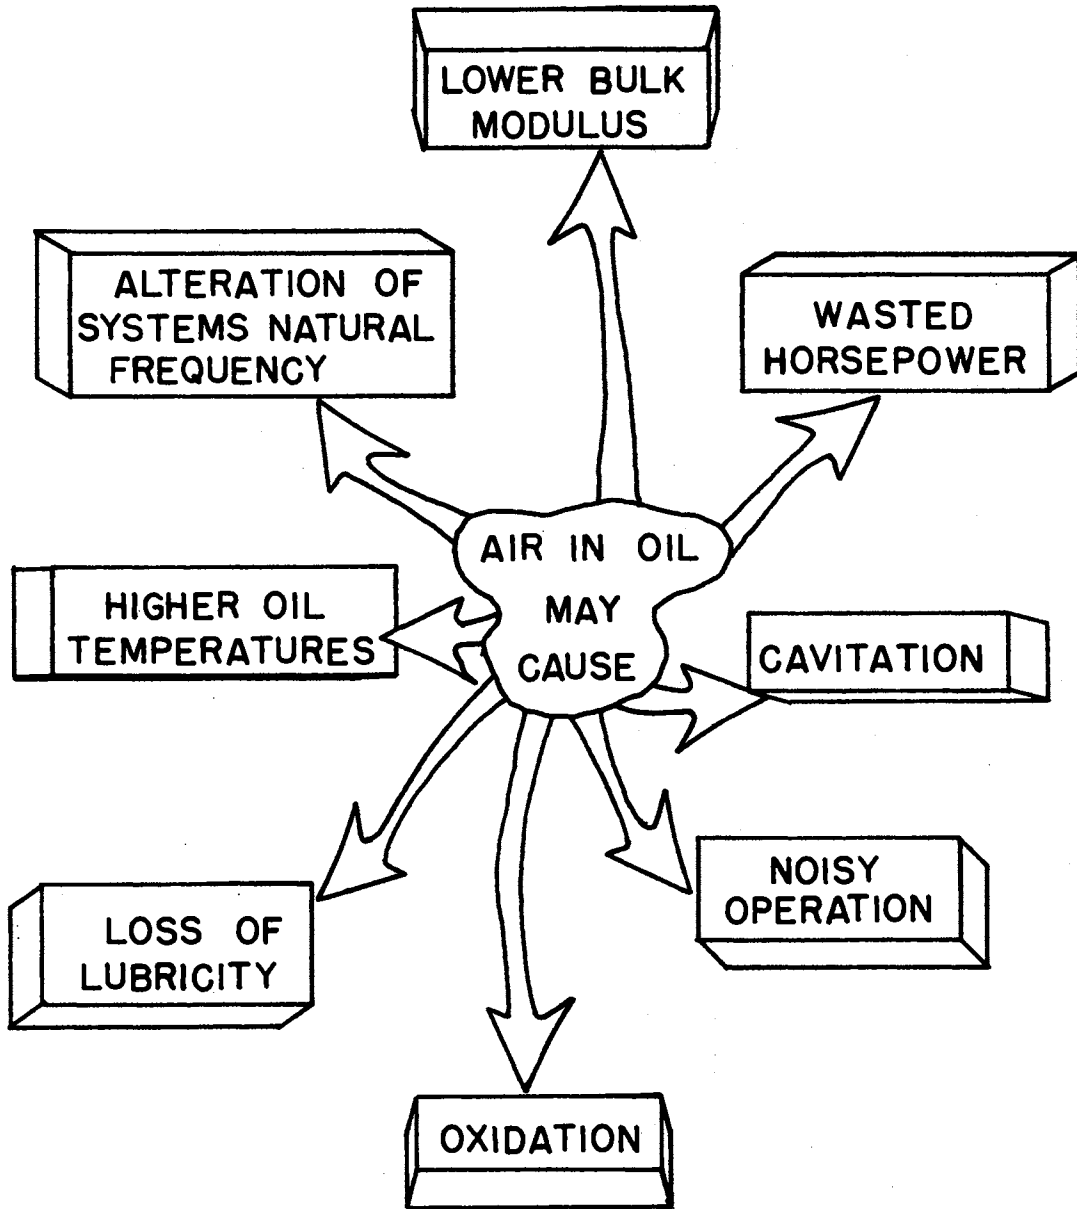 LOWER BULK
MODULUS
ALTERATION OF
SYSTEMS NATURAL
FREQUENCY
WASTED
HORSEPOWER
AIR IN OIL
MAY
CAUSE
HIGHER OIL
TEMPERATURES
CAVITATION
NOISY
OPERATION
LOSS OF
LUBRICITY
OXIDATION